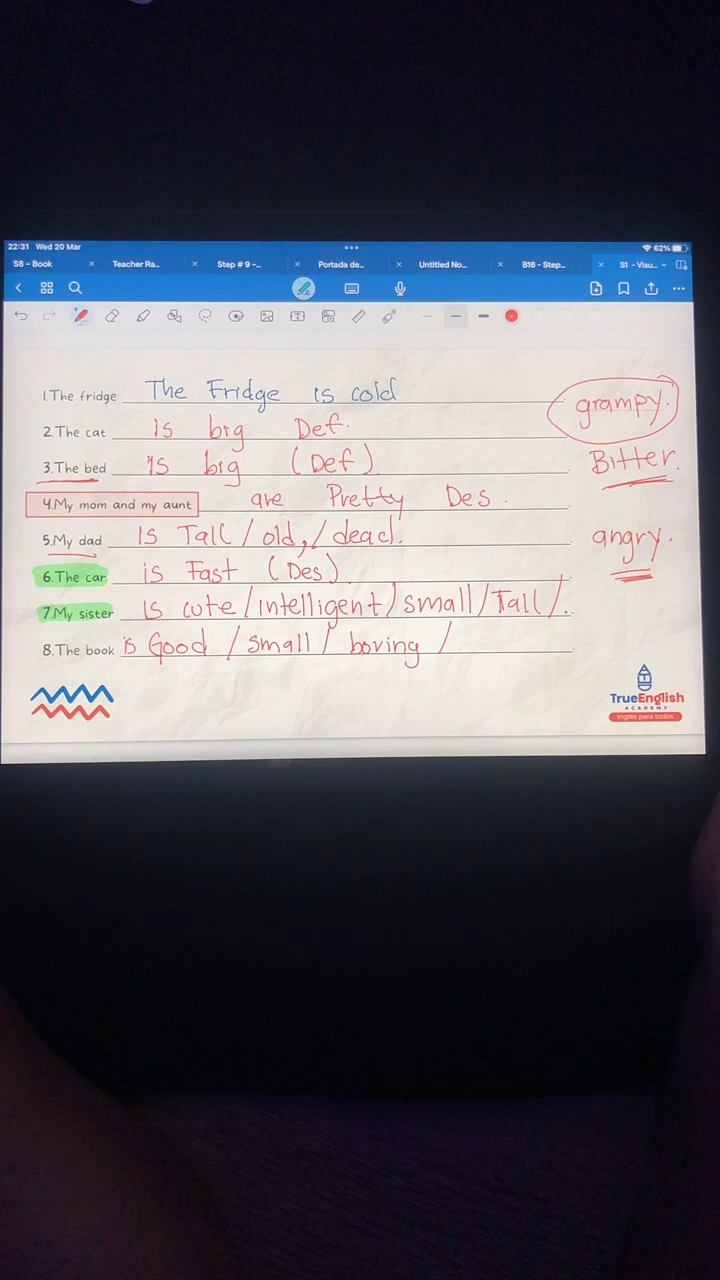 22:31 Wed 20 Mar
62%
S8 - Book
Teacher Ra...
Step # 9 -...
Portada de...
Untitled No...
B16 - Step...
S1 - Visu...
1.The fridge The Fridge is cold
grampy.
2.The cat is big Def.
3.The bed is big (Def).
Bitter.
4.My mom and my aunt are Pretty Des.
5.My dad is Tall/old,/dead.
angry.
6.The car is Fast (Des)
7.My sister is cute/intelligent/small/Tall/.
8.The book is Good / small / boring /
TrueEnglish
ACADEMY
Inglés para todos